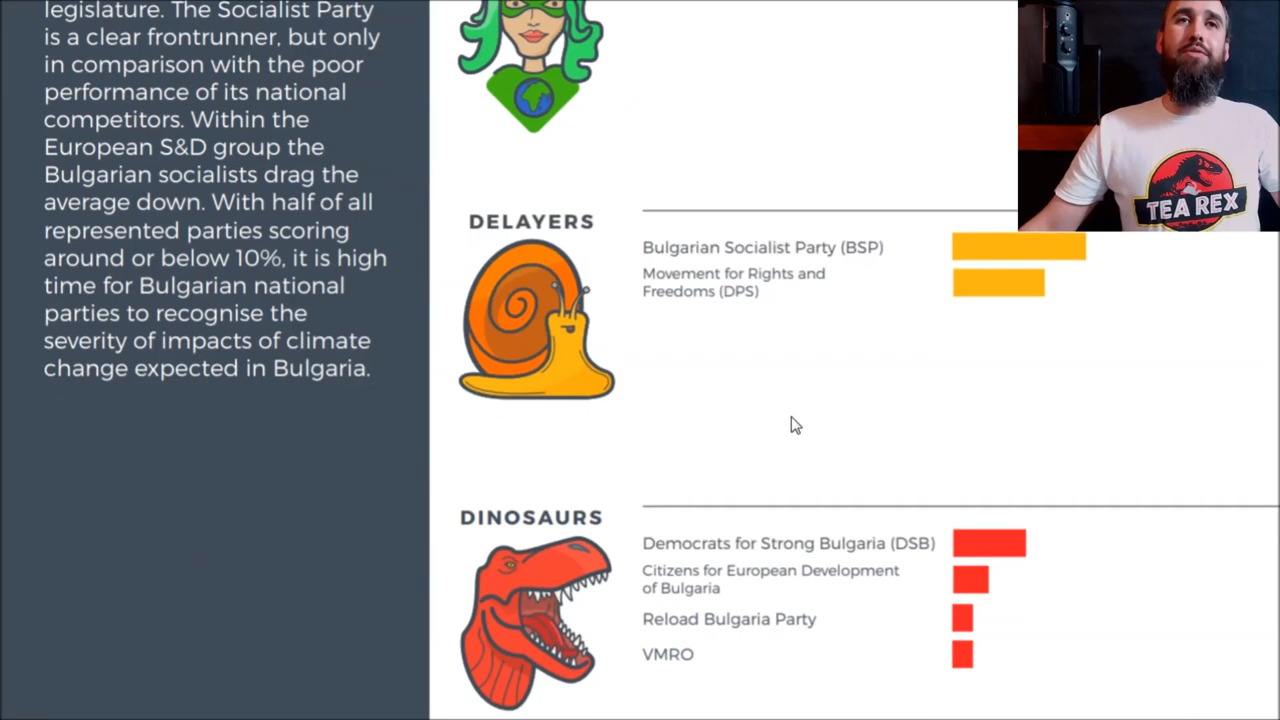 legislature. The Socialist Party
is a clear frontrunner, but only
in comparison with the poor
performance of its national
competitors. Within the
European S&D group the
Bulgarian socialists drag the
average down. With half of all
represented parties scoring
around or below 10%, it is high
time for Bulgarian national
parties to recognise the
severity of impacts of climate
change expected in Bulgaria.
DELAYERS
Bulgarian Socialist Party (BSP)
Movement for Rights and
Freedoms (DPS)
DINOSAURS
Democrats for Strong Bulgaria (DSB)
Citizens for European Development
of Bulgaria
Reload Bulgaria Party
VMRO
TEA REX